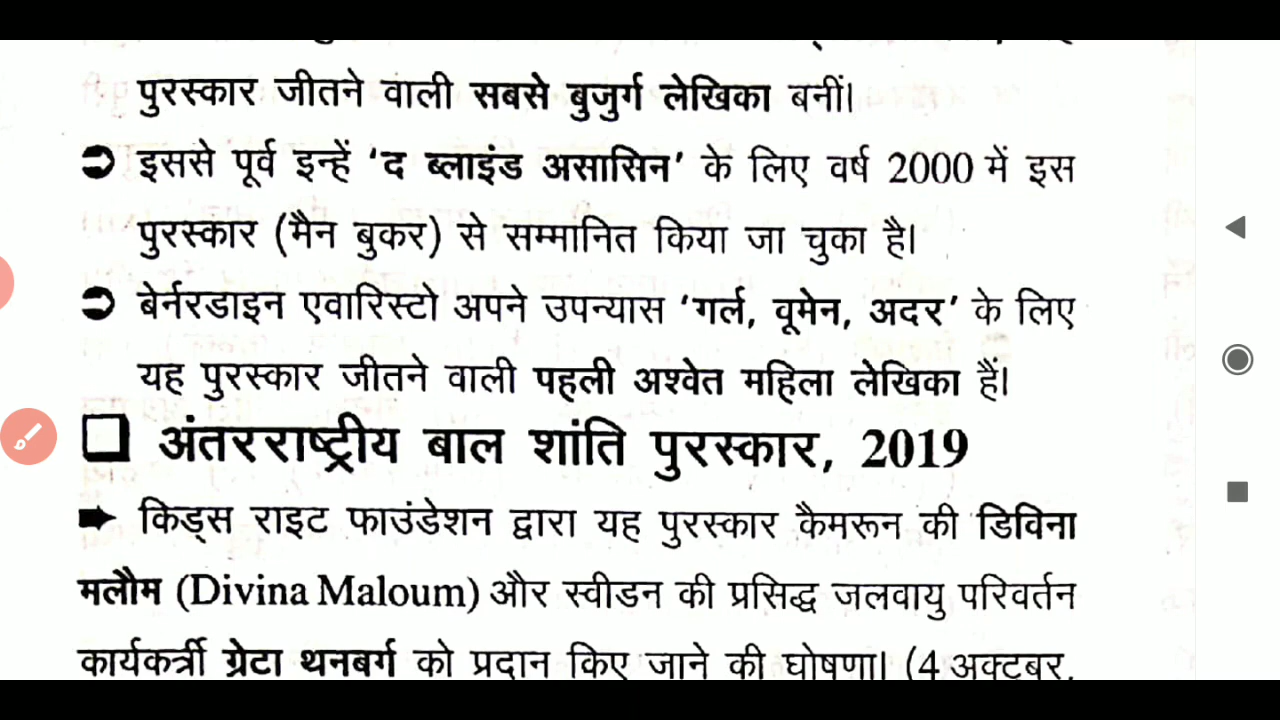 पुरस्कार जीतने वाली सबसे बुजुर्ग लेखिका बनीं।
➲ इससे पूर्व इन्हें ‘द ब्लाइंड असासिन’ के लिए वर्ष 2000 में इस
पुरस्कार (मैन बुकर) से सम्मानित किया जा चुका है।
➲ बेर्नरडाइन एवारिस्टो अपने उपन्यास ‘गर्ल, वूमेन, अदर’ के लिए
यह पुरस्कार जीतने वाली पहली अश्वेत महिला लेखिका हैं।
❑ अंतरराष्ट्रीय बाल शांति पुरस्कार, 2019
➨ किड्स राइट फाउंडेशन द्वारा यह पुरस्कार कैमरून की डिविना
मलौम (Divina Maloum) और स्वीडन की प्रसिद्ध जलवायु परिवर्तन
कार्यकर्त्री ग्रेटा थनबर्ग को प्रदान किए जाने की घोषणा। (4 अक्टूबर,